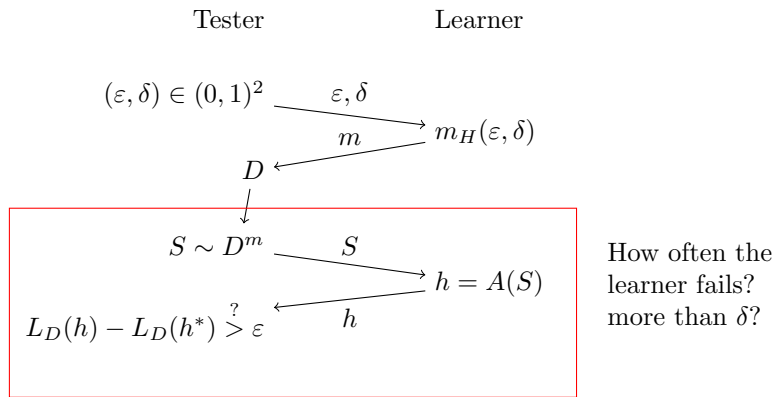 Tester Learner
(ε, δ) ∈ (0, 1)² ε, δ
m_H(ε, δ)
m
D
S ∼ D^m S
h = A(S)
h
L_D(h) − L_D(h*) >^? ε
How often the
learner fails?
more than δ?